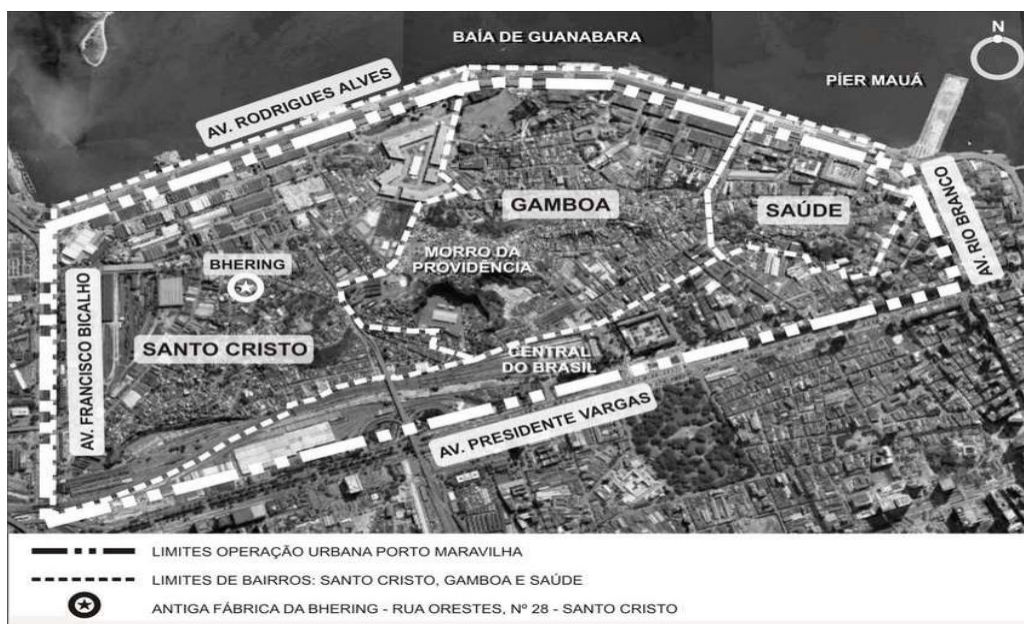 BAÍA DE GUANABARA
N
PÍER MAUÁ
AV. RODRIGUES ALVES
GAMBOA
SAÚDE
AV. RIO BRANCO
MORRO DA
PROVIDÊNCIA
BHERING
AV. FRANCISCO BICALHO
SANTO CRISTO
CENTRAL
DO BRASIL
AV. PRESIDENTE VARGAS
LIMITES OPERAÇÃO URBANA PORTO MARAVILHA
LIMITES DE BAIRROS: SANTO CRISTO, GAMBOA E SAÚDE
ANTIGA FÁBRICA DA BHERING - RUA ORESTES, Nº 28 - SANTO CRISTO